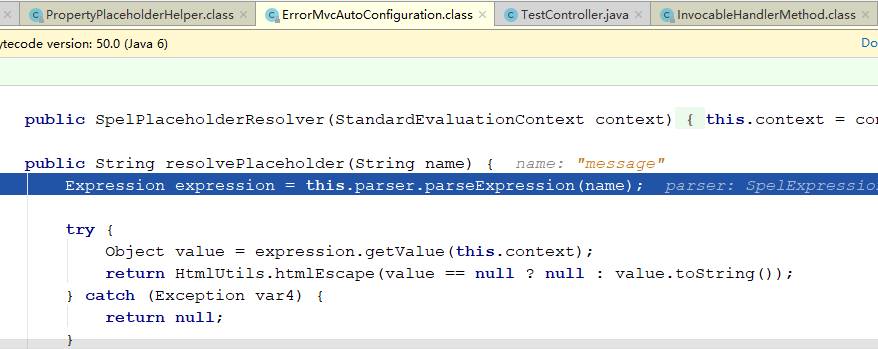 PropertyPlaceholderHelper.class ErrorMvcAutoConfiguration.class TestController.java InvocableHandlerMethod.class
ytecode version: 50.0 (Java 6) Do
public SpelPlaceholderResolver(StandardEvaluationContext context) { this.context = con
public String resolvePlaceholder(String name) { name: "message"
Expression expression = this.parser.parseExpression(name); parser: SpelExpression
try {
Object value = expression.getValue(this.context);
return HtmlUtils.htmlEscape(value == null ? null : value.toString());
} catch (Exception var4) {
return null;
}